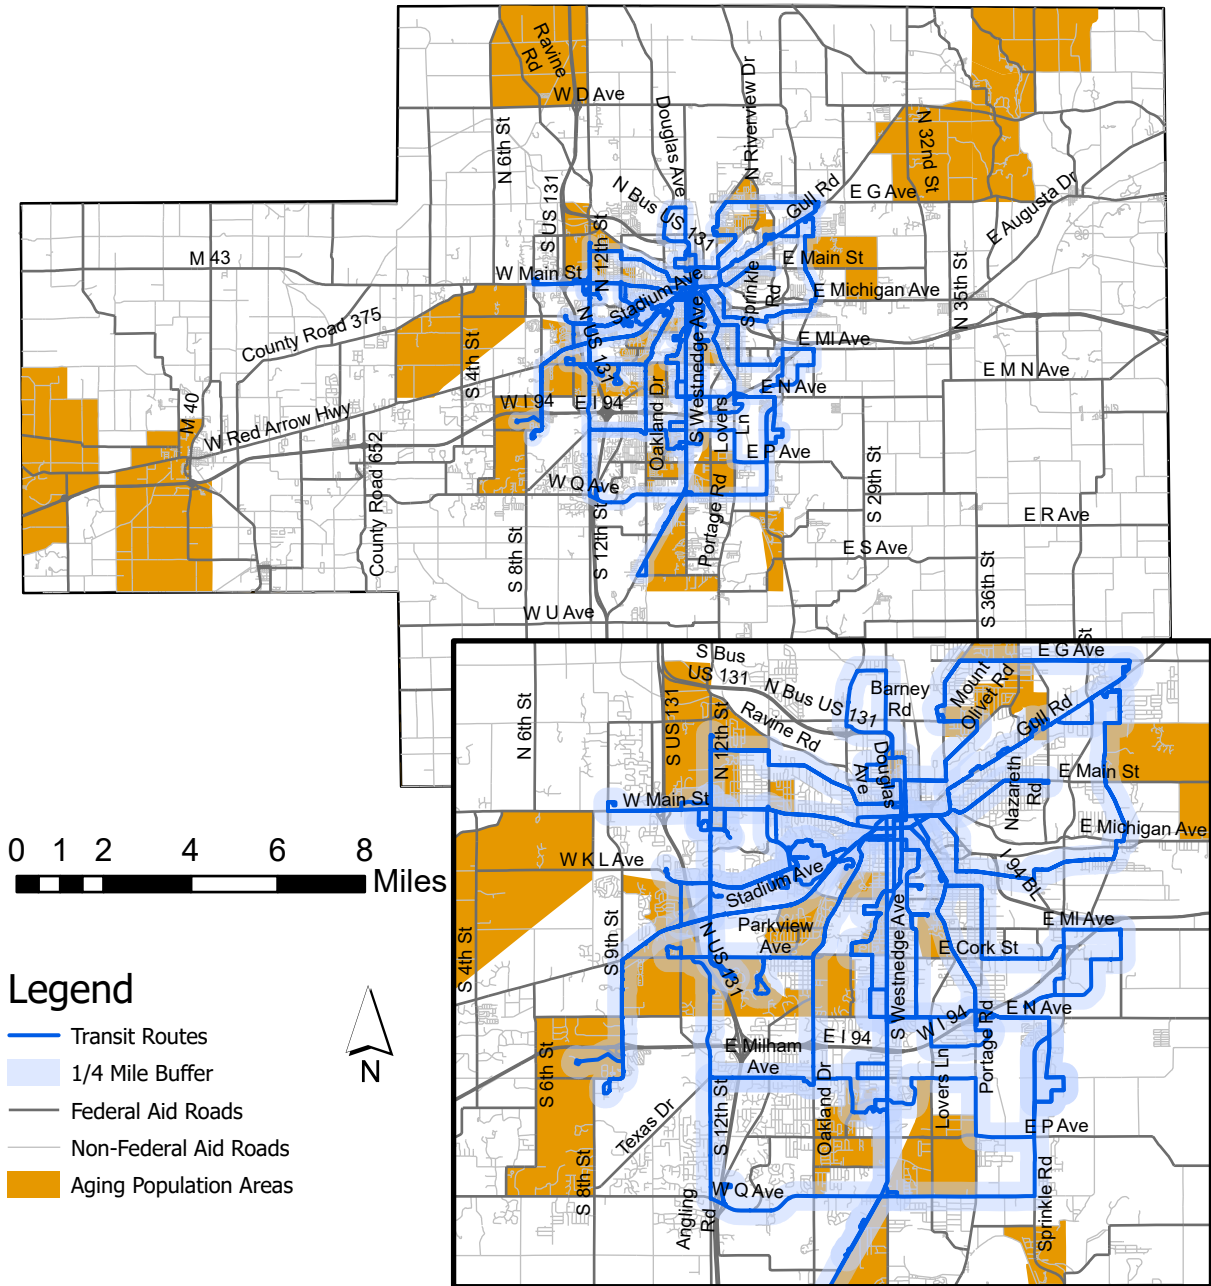 Ravine
Rd
W D Ave
N 6th St
Douglas Ave
N Riverview Dr
N 32nd St
S US 131
N Bus US 131
Gull Rd
E G Ave
E Augusta Dr
M 43
N 12th St
W Main St
Stadium Ave
E Main St
Sprinkle
Rd
E Michigan Ave
N 35th St
County Road 375
S 4th St
N US 131
S Westnedge Ave
E MI Ave
E M N Ave
E N Ave
M 40
W Red Arrow Hwy
W I 94
E I 94
Oakland Dr
Lovers
Ln
E P Ave
County Road 652
W Q Ave
Portage Rd
S 29th St
E R Ave
S 8th St
S 12th St
E S Ave
S 36th St
W U Ave
S Bus
US 131
N Bus US 131
Barney
Rd
Mount
Olivet Rd
E G Ave
St
N 6th St
S US 131
N 12th St
Ravine Rd
Douglas
Ave
Gull Rd
W Main St
Nazareth
Rd
E Main St
E Michigan Ave
W K L Ave
Stadium Ave
I 94 BL
Parkview
Ave
S Westnedge Ave
E MI Ave
E Cork St
S 4th St
S 9th St
N US 131
W I 94
Portage Rd
E N Ave
E Milham
Ave
E I 94
S 6th St
Texas Dr
S 12th St
Oakland Dr
Lovers Ln
E P Ave
S 8th St
W Q Ave
Angling
Rd
Sprinkle Rd
0 1 2 4 6 8
Miles
Legend
Transit Routes
1/4 Mile Buffer
Federal Aid Roads
Non-Federal Aid Roads
Aging Population Areas
N